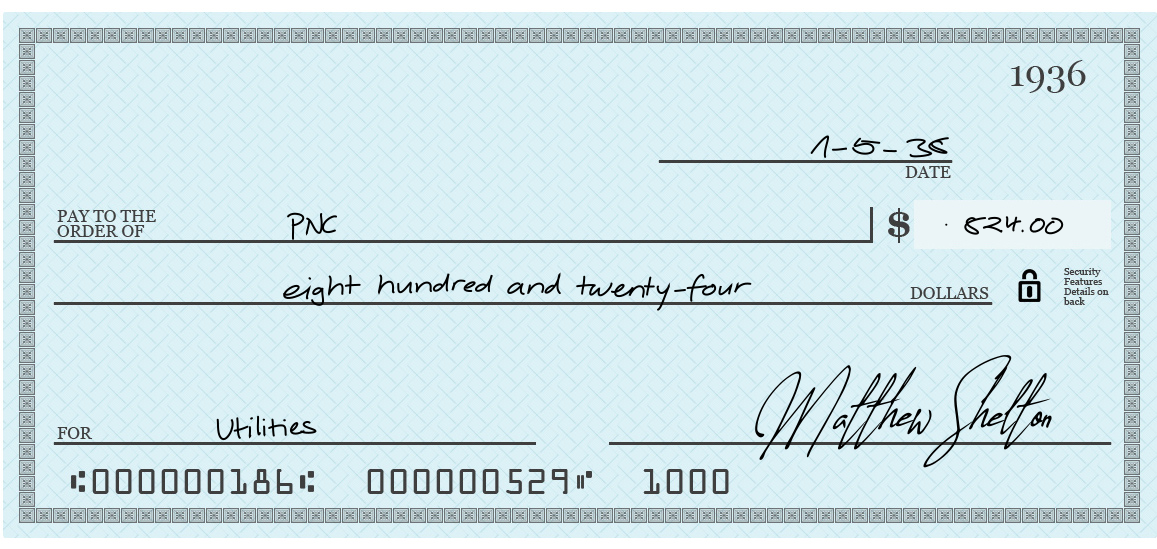 1936
1-5-36
DATE
PAY TO THE
ORDER OF PNC $ 824.00
eight hundred and twenty-four DOLLARS
Security
Features
Details on
back
FOR Utilities Matthew Shelton
⑆000000186⑆ 000000529⑈ 1000